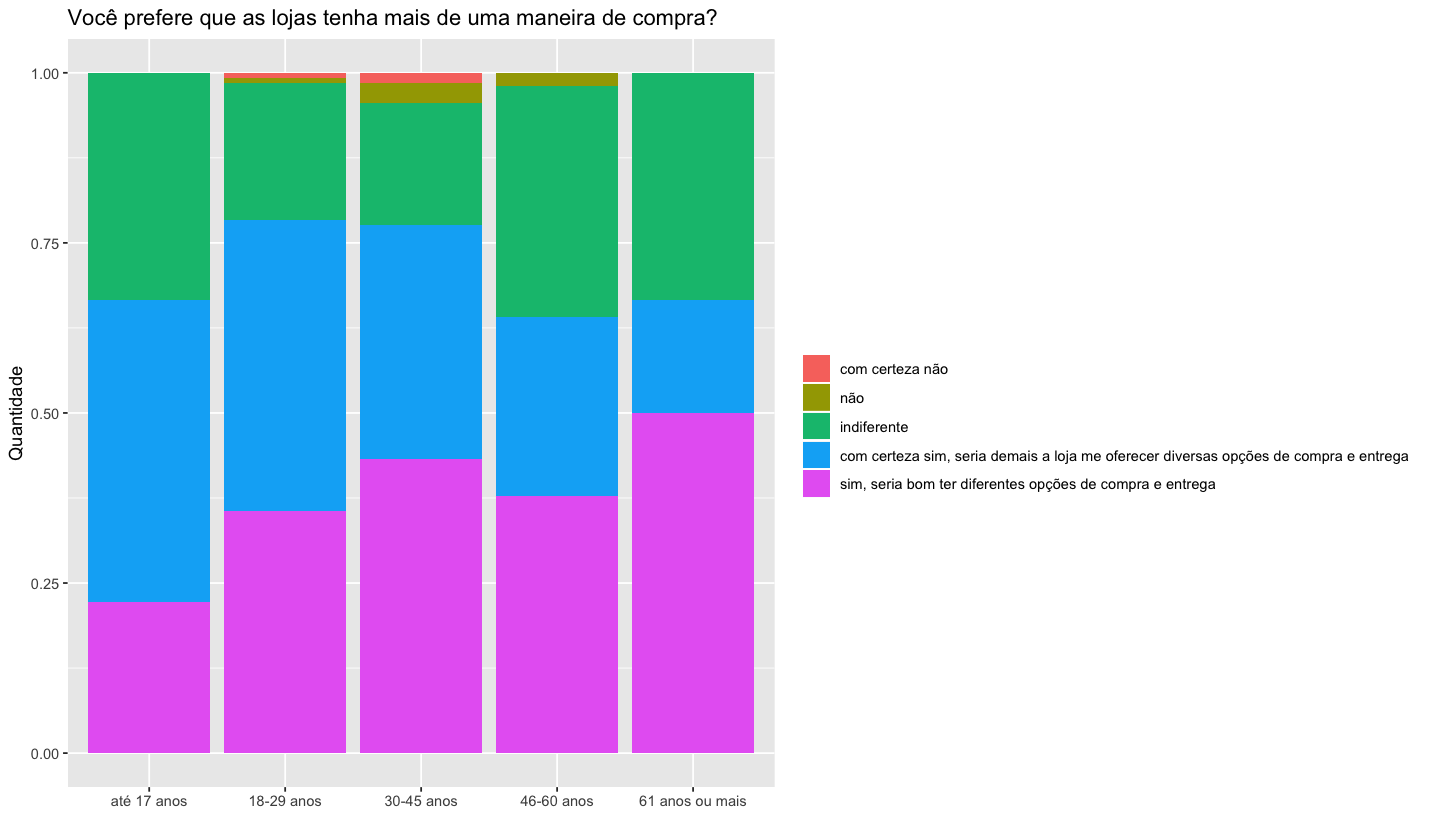 Você prefere que as lojas tenha mais de uma maneira de compra?
Quantidade
1.00
0.75
0.50
0.25
0.00
até 17 anos
18-29 anos
30-45 anos
46-60 anos
61 anos ou mais
com certeza não
não
indiferente
com certeza sim, seria demais a loja me oferecer diversas opções de compra e entrega
sim, seria bom ter diferentes opções de compra e entrega